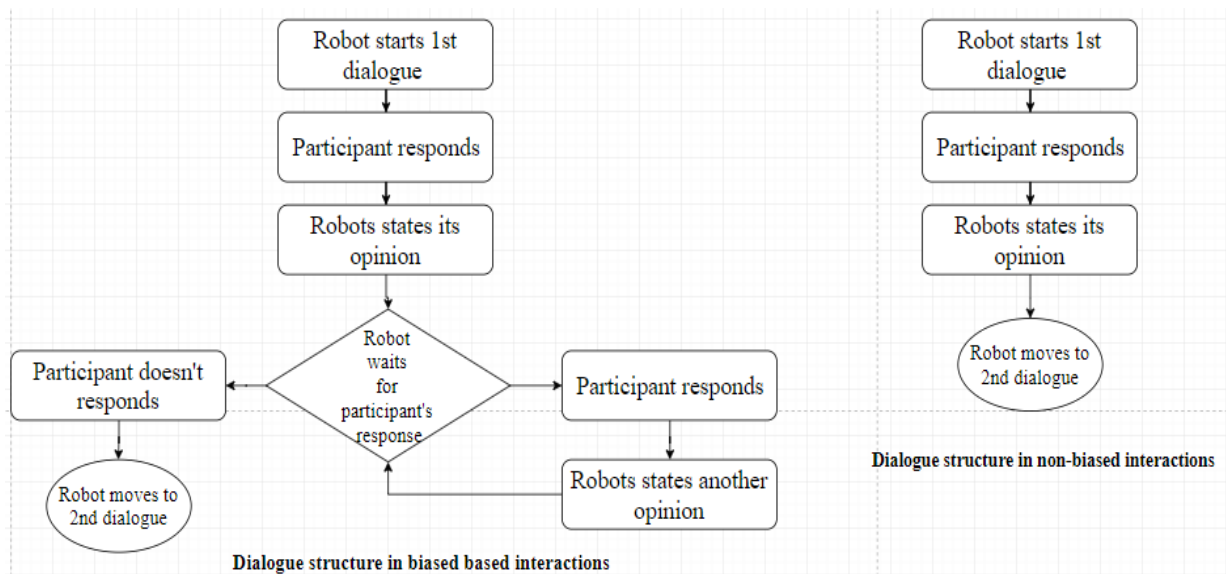 Robot starts 1st
dialogue
Participant responds
Robots states its
opinion
Robot
waits
for
participant's
response
Participant doesn't
responds
Robot moves to
2nd dialogue
Participant responds
Robots states another
opinion
Dialogue structure in biased based interactions
Robot starts 1st
dialogue
Participant responds
Robots states its
opinion
Robot moves to
2nd dialogue
Dialogue structure in non-biased interactions